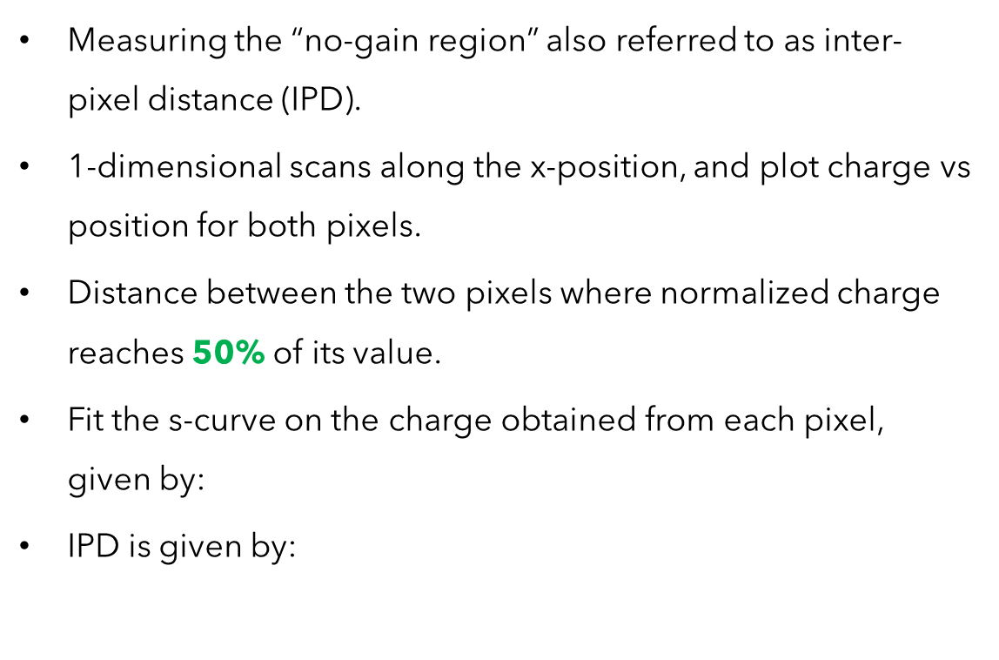 • Measuring the “no-gain region” also referred to as inter-
pixel distance (IPD).
• 1-dimensional scans along the x-position, and plot charge vs
position for both pixels.
• Distance between the two pixels where normalized charge
reaches 50% of its value.
• Fit the s-curve on the charge obtained from each pixel,
given by:
• IPD is given by: